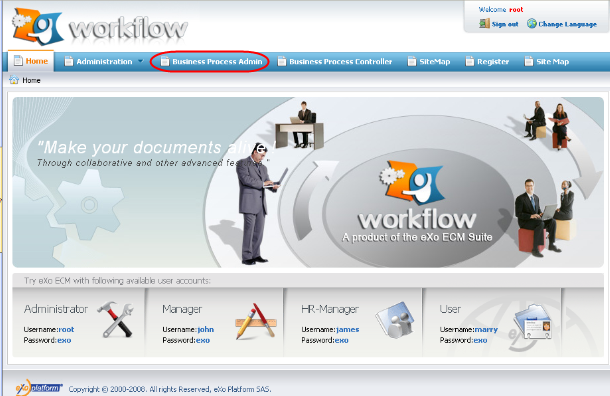 workflow
Welcome root
Sign out Change Language
Home Administration Business Process Admin Business Process Controller SiteMap Register Site Map
Home
"Make your documents alive !
Through collaborative and other advanced
workflow
A product of the eXo ECM Suite
Try eXo ECM with following available user accounts:
Administrator Manager HR-Manager User
Username:root Username:john Username:james Username:marry
Password:exo Password:exo Password:exo Password:exo
eXo platform Copyright © 2000-2008. All rights Reserved, eXo Platform SAS.